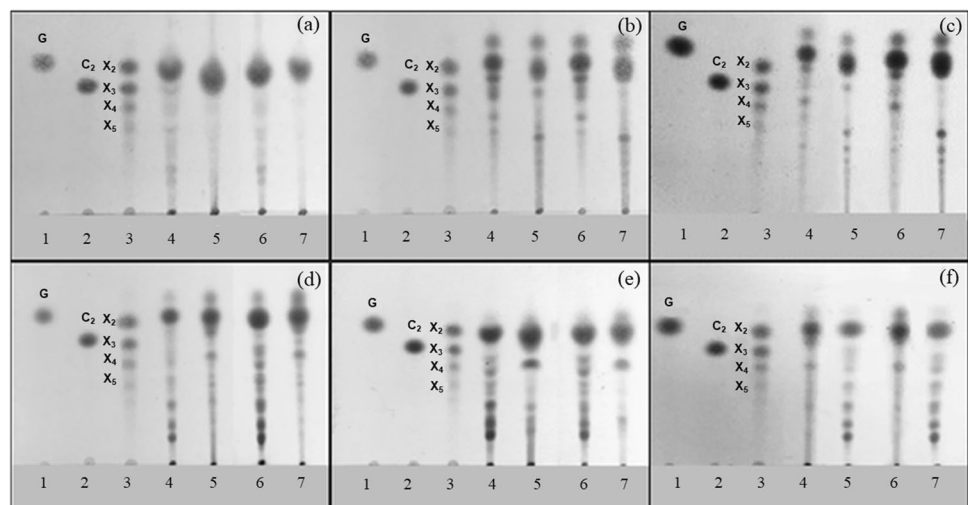 (a)
G
C₂ X₂
X₃
X₄
X₅
1 2 3 4 5 6 7
(b)
G
C₂ X₂
X₃
X₄
X₅
1 2 3 4 5 6 7
(c)
G
C₂ X₂
X₃
X₄
X₅
1 2 3 4 5 6 7
(d)
G
C₂ X₂
X₃
X₄
X₅
1 2 3 4 5 6 7
(e)
G
C₂ X₂
X₃
X₄
X₅
1 2 3 4 5 6 7
(f)
G
C₂ X₂
X₃
X₄
X₅
1 2 3 4 5 6 7